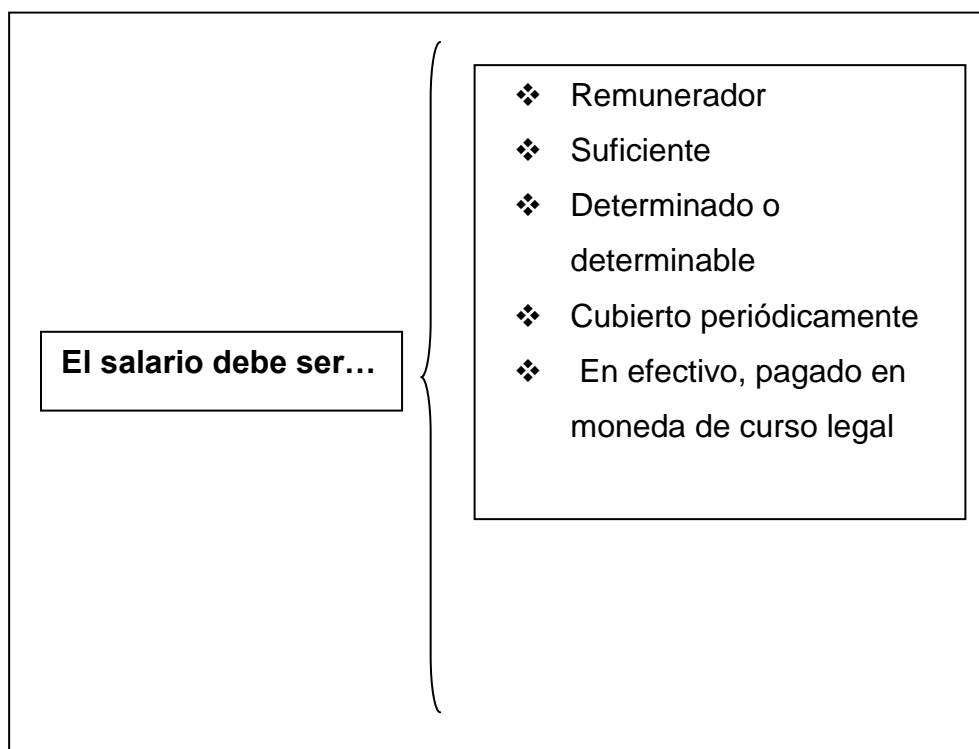 El salario debe ser…
❖ Remunerador
❖ Suficiente
❖ Determinado o
determinable
❖ Cubierto periódicamente
❖ En efectivo, pagado en
moneda de curso legal